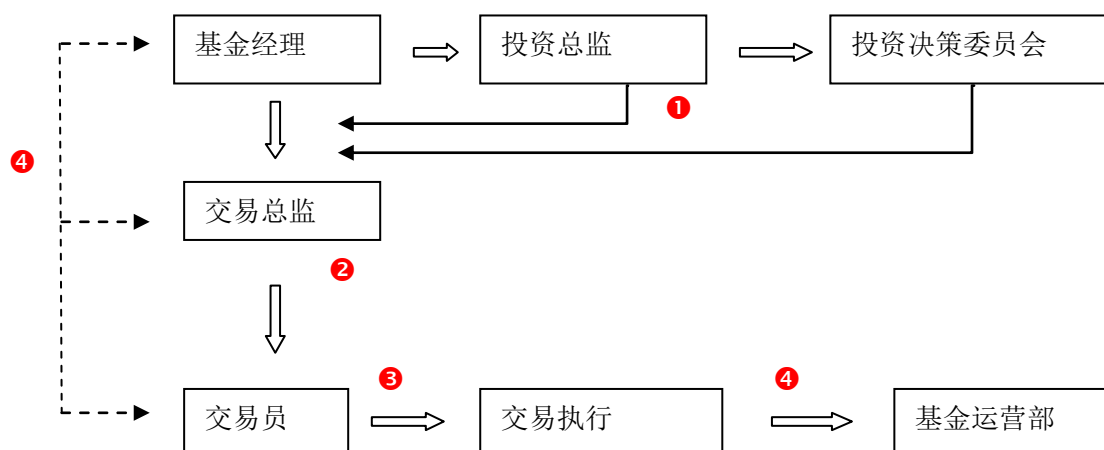 基金经理
投资总监
投资决策委员会
❶
❹
交易总监
❷
❸
❹
交易员
交易执行
基金运营部